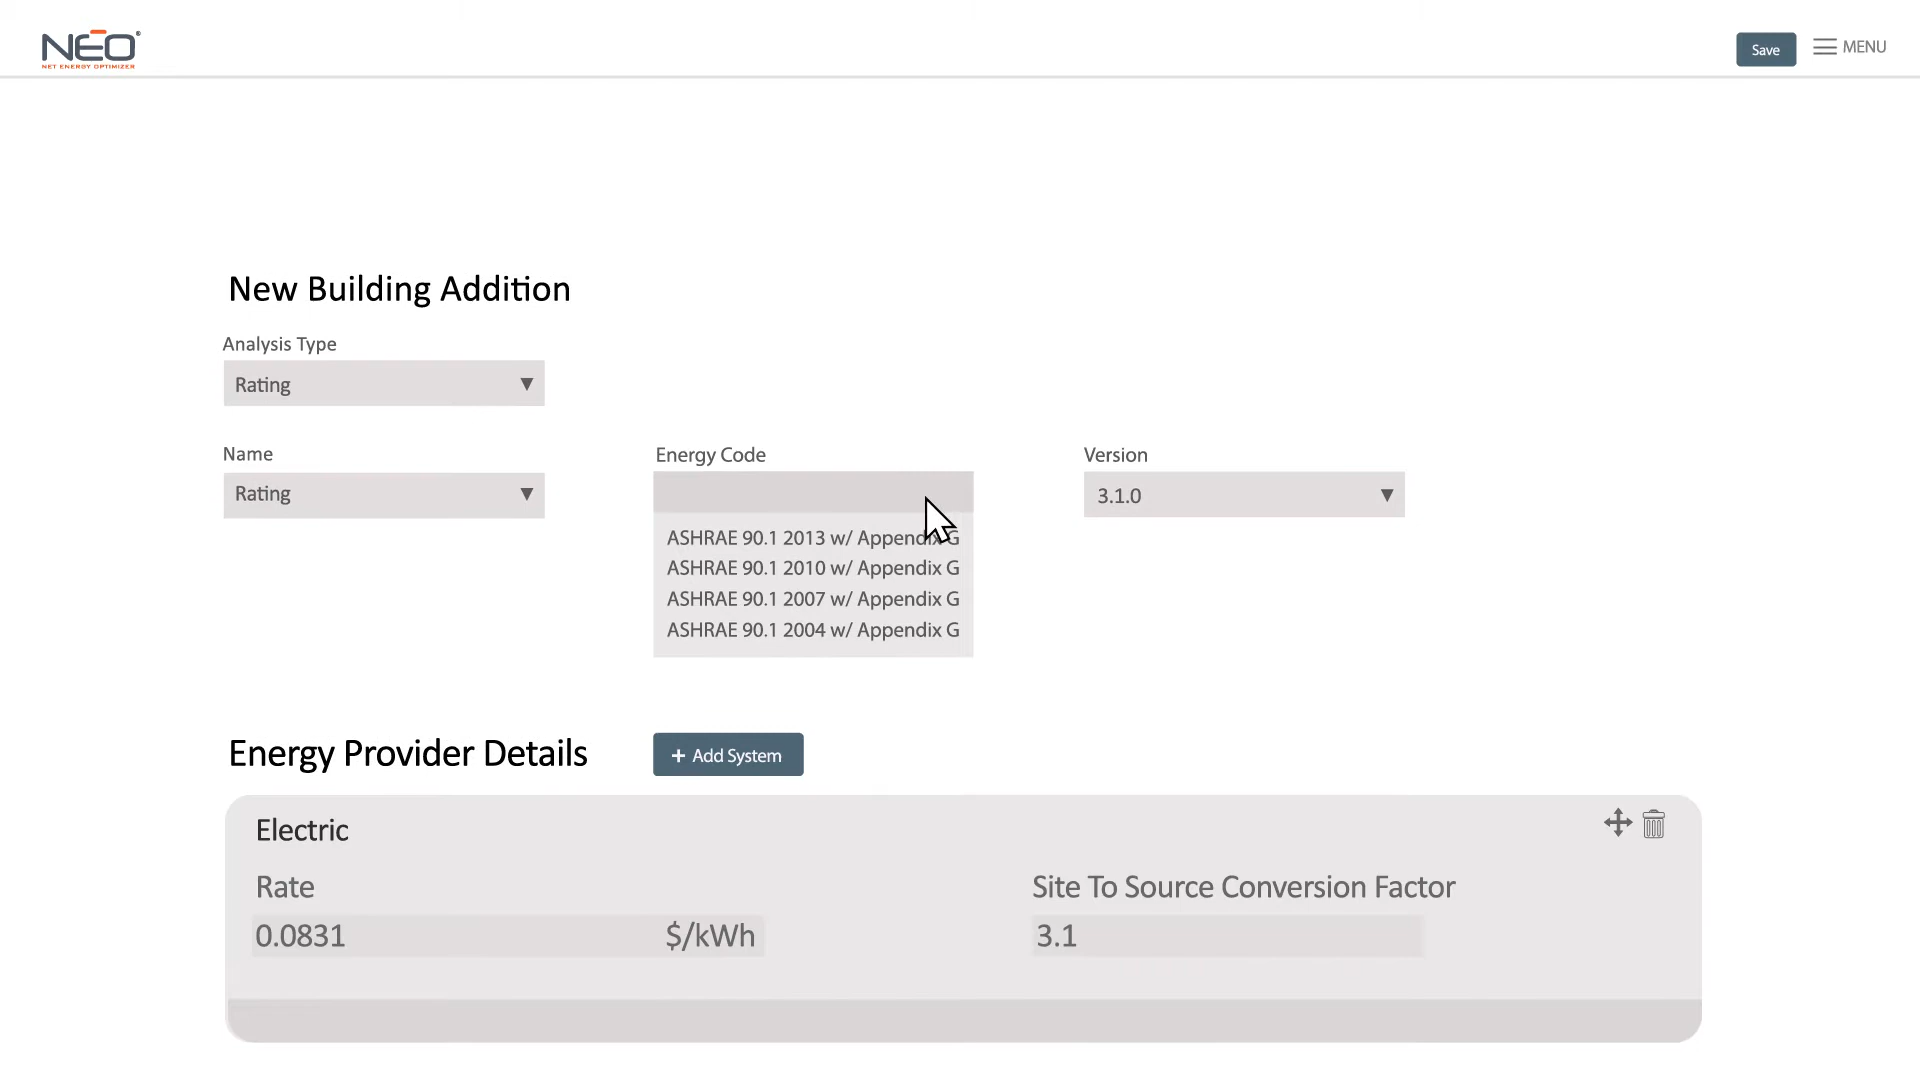 NEO®
NET ENERGY OPTIMIZER
Save
MENU
New Building Addition
Analysis Type
Rating
Name
Rating
Energy Code
ASHRAE 90.1 2013 w/ Appendix G
ASHRAE 90.1 2010 w/ Appendix G
ASHRAE 90.1 2007 w/ Appendix G
ASHRAE 90.1 2004 w/ Appendix G
Version
3.1.0
Energy Provider Details
+ Add System
Electric
Rate
0.0831 $/kWh
Site To Source Conversion Factor
3.1